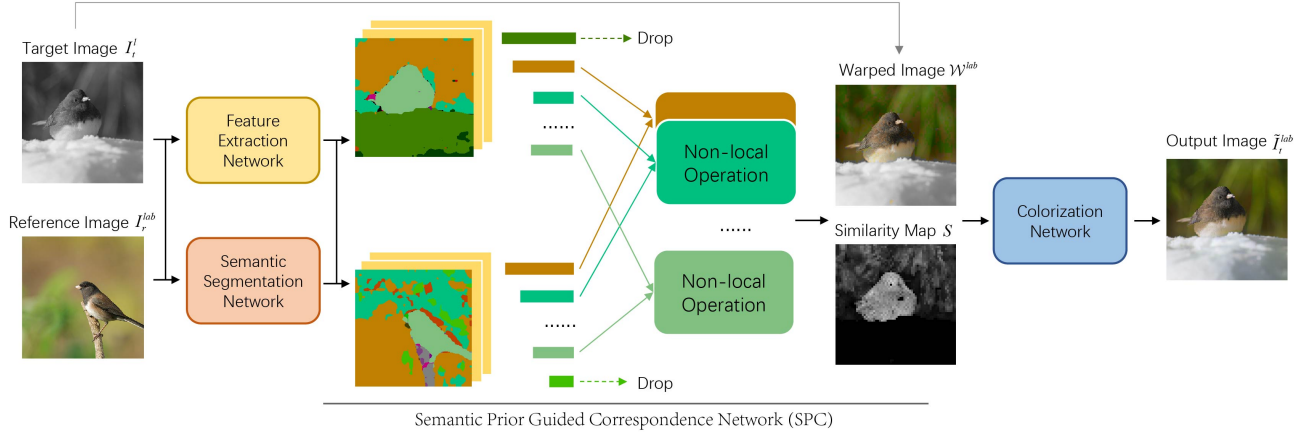 Target Image I_t^l
Reference Image I_r^{lab}
Feature
Extraction
Network
Semantic
Segmentation
Network
Drop
......
......
Drop
Non-local
Operation
......
Non-local
Operation
Warped Image 𝒲^{lab}
Similarity Map S
Colorization
Network
Output Image Ĩ_t^{lab}
Semantic Prior Guided Correspondence Network (SPC)